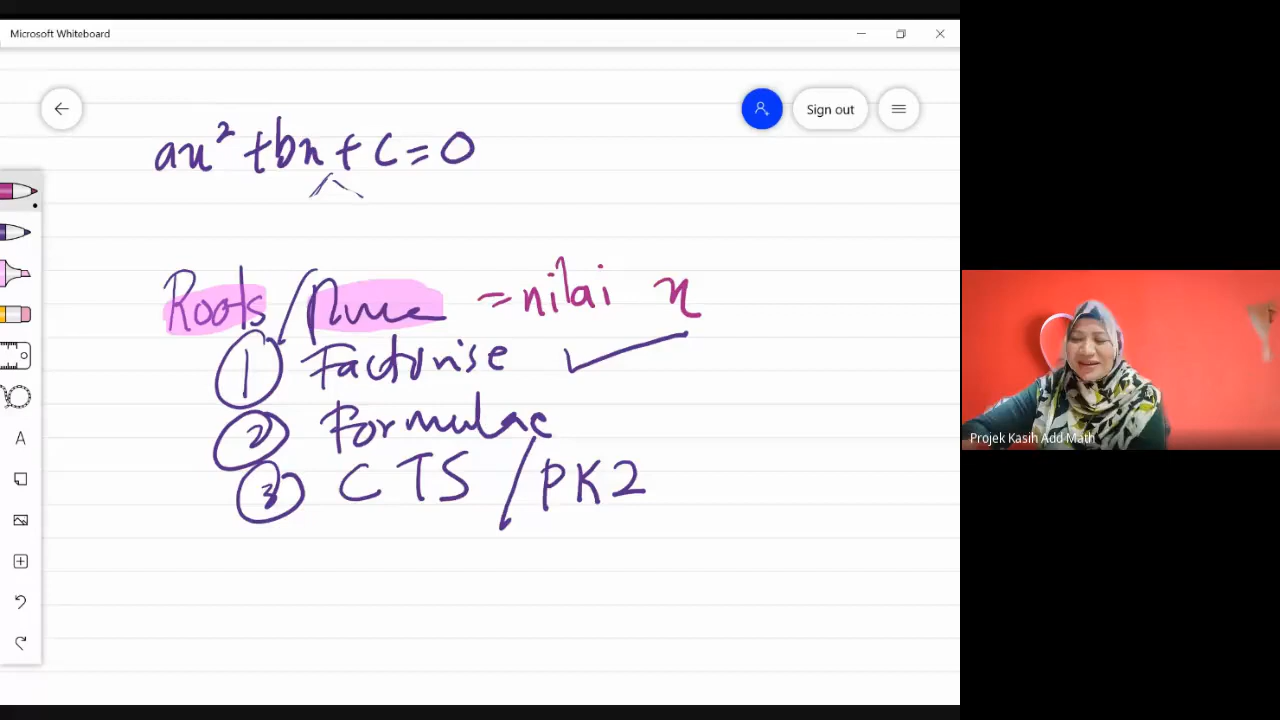 Microsoft Whiteboard
Sign out
ax² + bx + c = 0
Roots / Punca = nilai x
1 Factorise ✓
2 Formulae
3 CTS / PK2
A
Projek Kasih Add Math